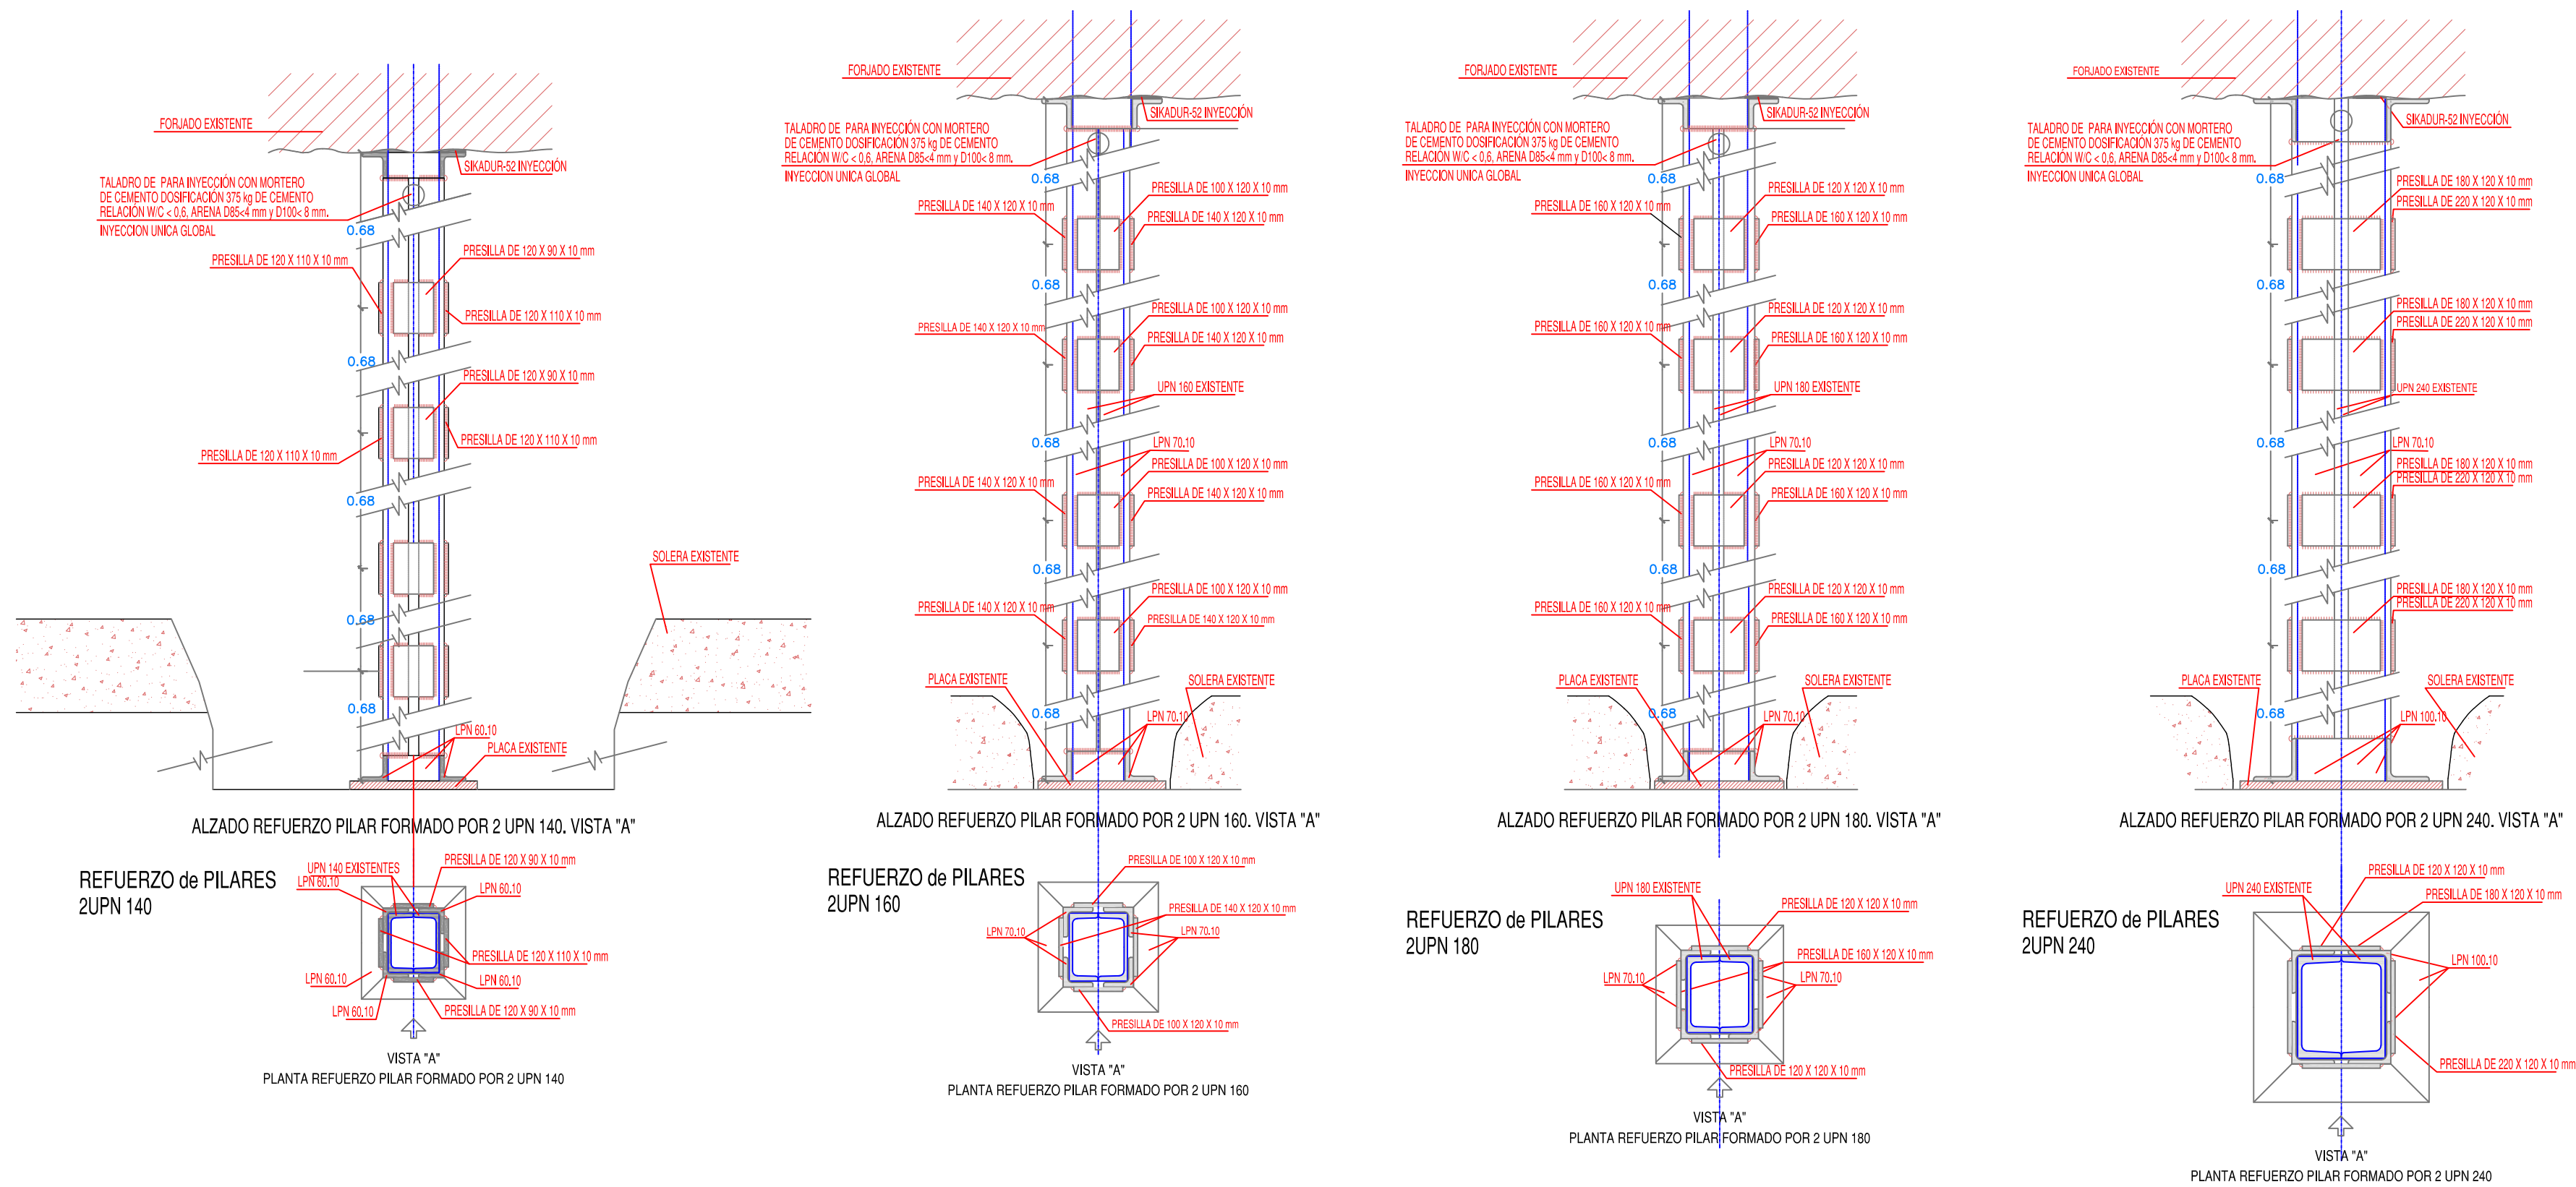 FORJADO EXISTENTE
SIKADUR-52 INYECCIÓN
TALADRO DE PARA INYECCIÓN CON MORTERO
DE CEMENTO DOSIFICACIÓN 375 kg DE CEMENTO
RELACIÓN W/C < 0,6, ARENA D85<4 mm y D100< 8 mm.
INYECCION UNICA GLOBAL
0.68
PRESILLA DE 120 X 90 X 10 mm
PRESILLA DE 120 X 110 X 10 mm
PRESILLA DE 120 X 110 X 10 mm
0.68
PRESILLA DE 120 X 90 X 10 mm
PRESILLA DE 120 X 110 X 10 mm
PRESILLA DE 120 X 110 X 10 mm
0.68
SOLERA EXISTENTE
0.68
0.68
LPN 60.10
PLACA EXISTENTE
ALZADO REFUERZO PILAR FORMADO POR 2 UPN 140. VISTA "A"
REFUERZO de PILARES
2UPN 140
UPN 140 EXISTENTES
PRESILLA DE 120 X 90 X 10 mm
LPN 60.10
LPN 60.10
PRESILLA DE 120 X 110 X 10 mm
LPN 60.10
LPN 60.10
LPN 60.10
PRESILLA DE 120 X 90 X 10 mm
VISTA "A"
PLANTA REFUERZO PILAR FORMADO POR 2 UPN 140
FORJADO EXISTENTE
SIKADUR-52 INYECCIÓN
TALADRO DE PARA INYECCIÓN CON MORTERO
DE CEMENTO DOSIFICACIÓN 375 kg DE CEMENTO
RELACIÓN W/C < 0,6, ARENA D85<4 mm y D100< 8 mm.
INYECCION UNICA GLOBAL
0.68
PRESILLA DE 100 X 120 X 10 mm
PRESILLA DE 140 X 120 X 10 mm
PRESILLA DE 140 X 120 X 10 mm
0.68
PRESILLA DE 100 X 120 X 10 mm
PRESILLA DE 140 X 120 X 10 mm
PRESILLA DE 140 X 120 X 10 mm
UPN 160 EXISTENTE
0.68
LPN 70.10
PRESILLA DE 100 X 120 X 10 mm
PRESILLA DE 140 X 120 X 10 mm
PRESILLA DE 140 X 120 X 10 mm
0.68
PRESILLA DE 100 X 120 X 10 mm
PRESILLA DE 140 X 120 X 10 mm
PRESILLA DE 140 X 120 X 10 mm
PLACA EXISTENTE
SOLERA EXISTENTE
0.68
LPN 70.10
ALZADO REFUERZO PILAR FORMADO POR 2 UPN 160. VISTA "A"
REFUERZO de PILARES
2UPN 160
PRESILLA DE 100 X 120 X 10 mm
PRESILLA DE 140 X 120 X 10 mm
LPN 70.10
LPN 70.10
PRESILLA DE 100 X 120 X 10 mm
VISTA "A"
PLANTA REFUERZO PILAR FORMADO POR 2 UPN 160
FORJADO EXISTENTE
SIKADUR-52 INYECCIÓN
TALADRO DE PARA INYECCIÓN CON MORTERO
DE CEMENTO DOSIFICACIÓN 375 kg DE CEMENTO
RELACIÓN W/C < 0,6, ARENA D85<4 mm y D100< 8 mm.
INYECCION UNICA GLOBAL
0.68
PRESILLA DE 120 X 120 X 10 mm
PRESILLA DE 160 X 120 X 10 mm
PRESILLA DE 160 X 120 X 10 mm
0.68
PRESILLA DE 120 X 120 X 10 mm
PRESILLA DE 160 X 120 X 10 mm
PRESILLA DE 160 X 120 X 10 mm
UPN 180 EXISTENTE
0.68
LPN 70.10
PRESILLA DE 120 X 120 X 10 mm
PRESILLA DE 160 X 120 X 10 mm
PRESILLA DE 160 X 120 X 10 mm
0.68
PRESILLA DE 120 X 120 X 10 mm
PRESILLA DE 160 X 120 X 10 mm
PRESILLA DE 160 X 120 X 10 mm
PLACA EXISTENTE
SOLERA EXISTENTE
0.68
LPN 70.10
ALZADO REFUERZO PILAR FORMADO POR 2 UPN 180. VISTA "A"
REFUERZO de PILARES
2UPN 180
UPN 180 EXISTENTE
PRESILLA DE 120 X 120 X 10 mm
PRESILLA DE 160 X 120 X 10 mm
LPN 70.10
LPN 70.10
PRESILLA DE 120 X 120 X 10 mm
VISTA "A"
PLANTA REFUERZO PILAR FORMADO POR 2 UPN 180
FORJADO EXISTENTE
SIKADUR-52 INYECCIÓN
TALADRO DE PARA INYECCIÓN CON MORTERO
DE CEMENTO DOSIFICACIÓN 375 kg DE CEMENTO
RELACIÓN W/C < 0,6, ARENA D85<4 mm y D100< 8 mm.
INYECCION UNICA GLOBAL
0.68
PRESILLA DE 180 X 120 X 10 mm
PRESILLA DE 220 X 120 X 10 mm
0.68
PRESILLA DE 180 X 120 X 10 mm
PRESILLA DE 220 X 120 X 10 mm
UPN 240 EXISTENTE
0.68
LPN 70.10
PRESILLA DE 180 X 120 X 10 mm
PRESILLA DE 220 X 120 X 10 mm
0.68
PRESILLA DE 180 X 120 X 10 mm
PRESILLA DE 220 X 120 X 10 mm
PLACA EXISTENTE
SOLERA EXISTENTE
0.68
LPN 100.10
ALZADO REFUERZO PILAR FORMADO POR 2 UPN 240. VISTA "A"
REFUERZO de PILARES
2UPN 240
PRESILLA DE 120 X 120 X 10 mm
UPN 240 EXISTENTE
PRESILLA DE 180 X 120 X 10 mm
LPN 100.10
PRESILLA DE 220 X 120 X 10 mm
VISTA "A"
PLANTA REFUERZO PILAR FORMADO POR 2 UPN 240